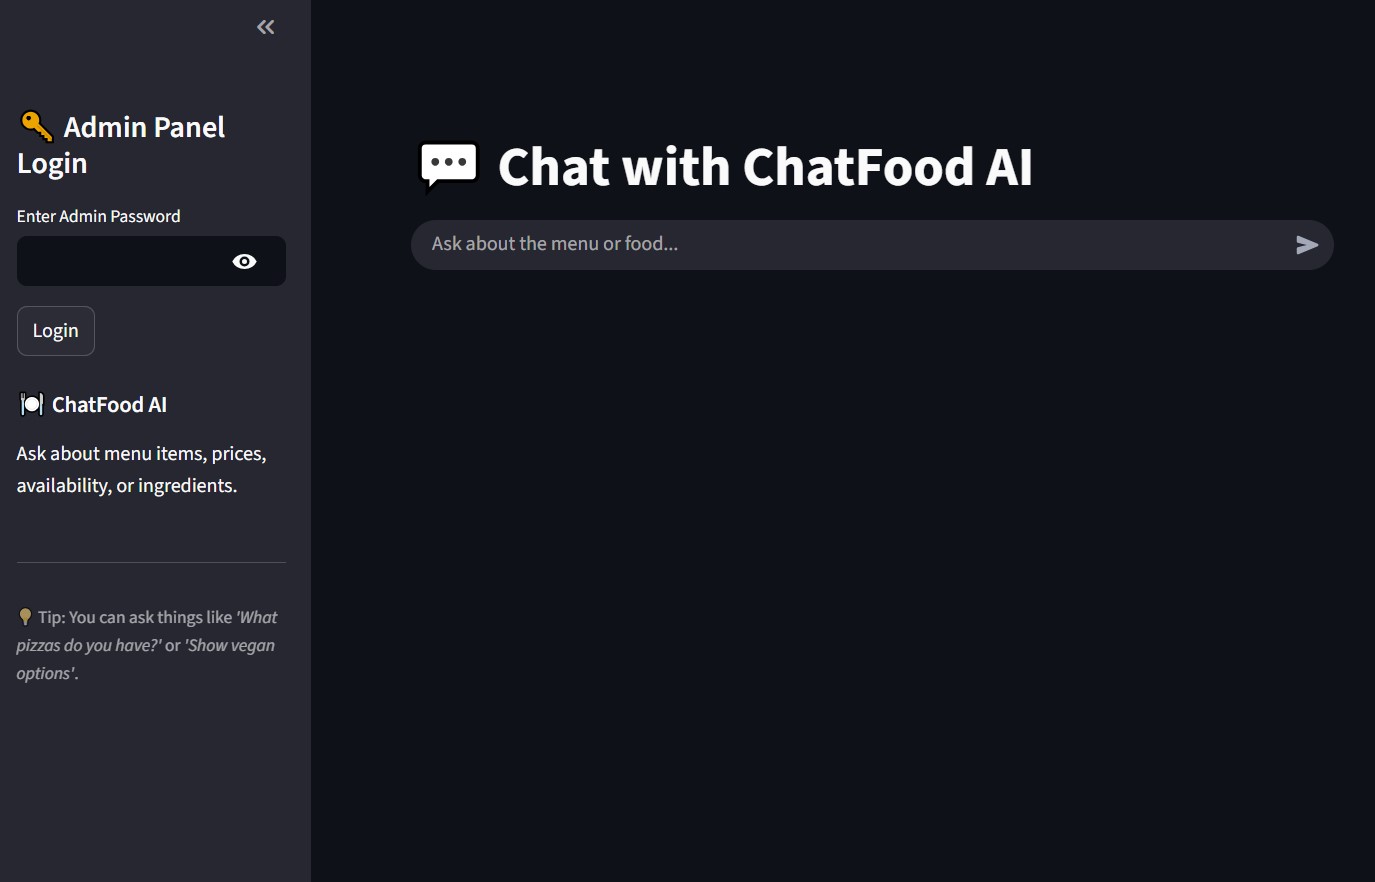 Admin Panel
Login
Enter Admin Password
Login
ChatFood AI
Ask about menu items, prices,
availability, or ingredients.
Tip: You can ask things like 'What
pizzas do you have?' or 'Show vegan
options'.
Chat with ChatFood AI
Ask about the menu or food...